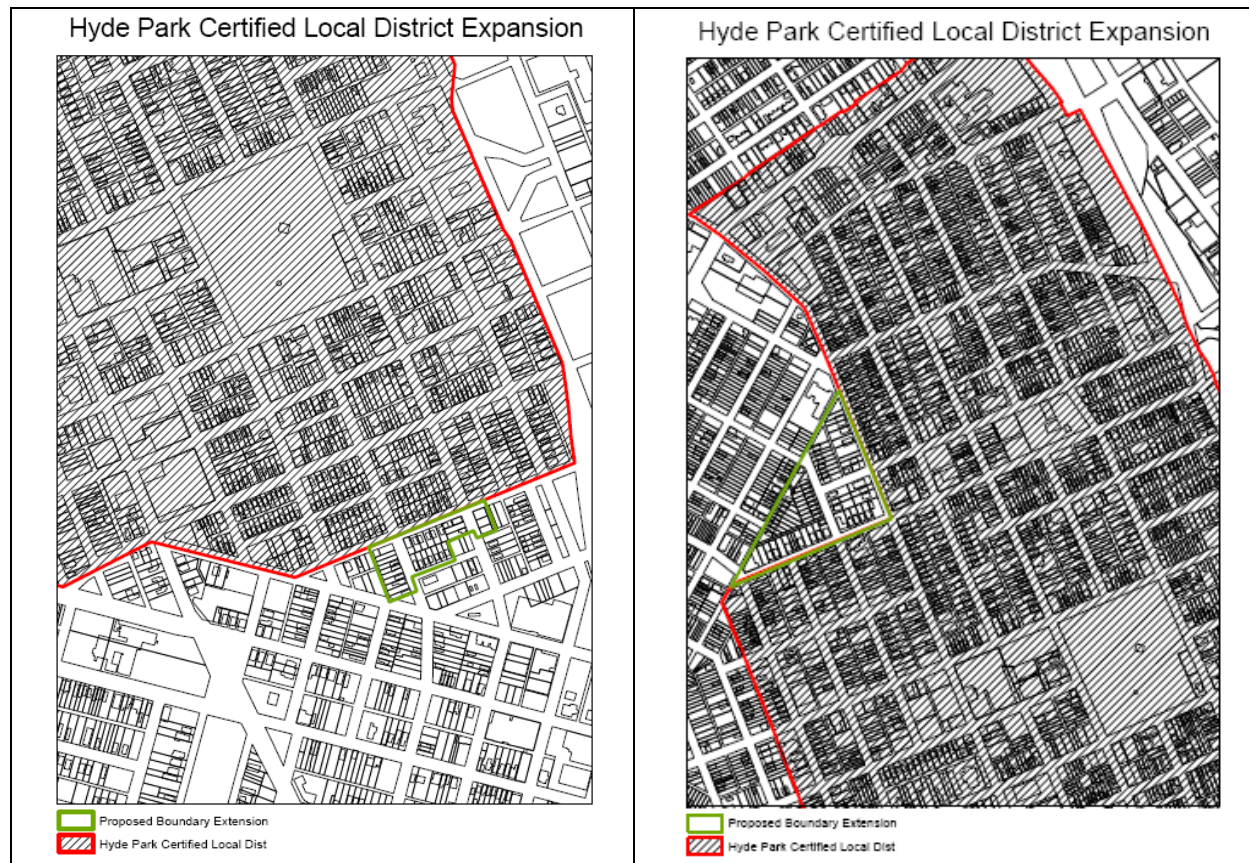 Hyde Park Certified Local District Expansion
Proposed Boundary Extension
Hyde Park Certified Local Dist
Hyde Park Certified Local District Expansion
Proposed Boundary Extension
Hyde Park Certified Local Dist